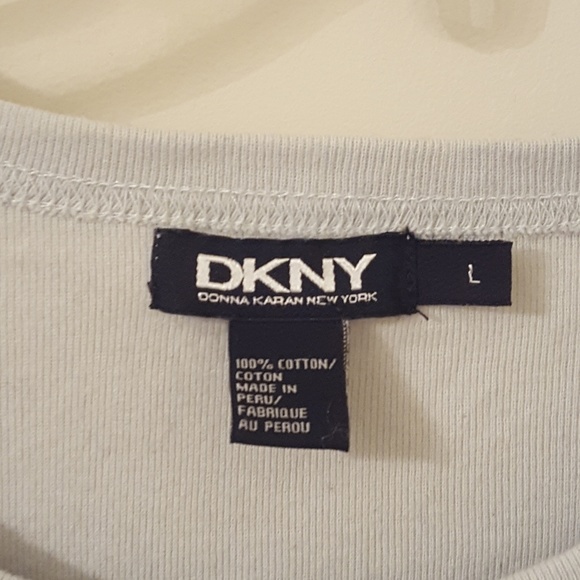 DKNY
DONNA KARAN NEW YORK
L
100% COTTON/
COTON
MADE IN
PERU/
FABRIQUE
AU PEROU